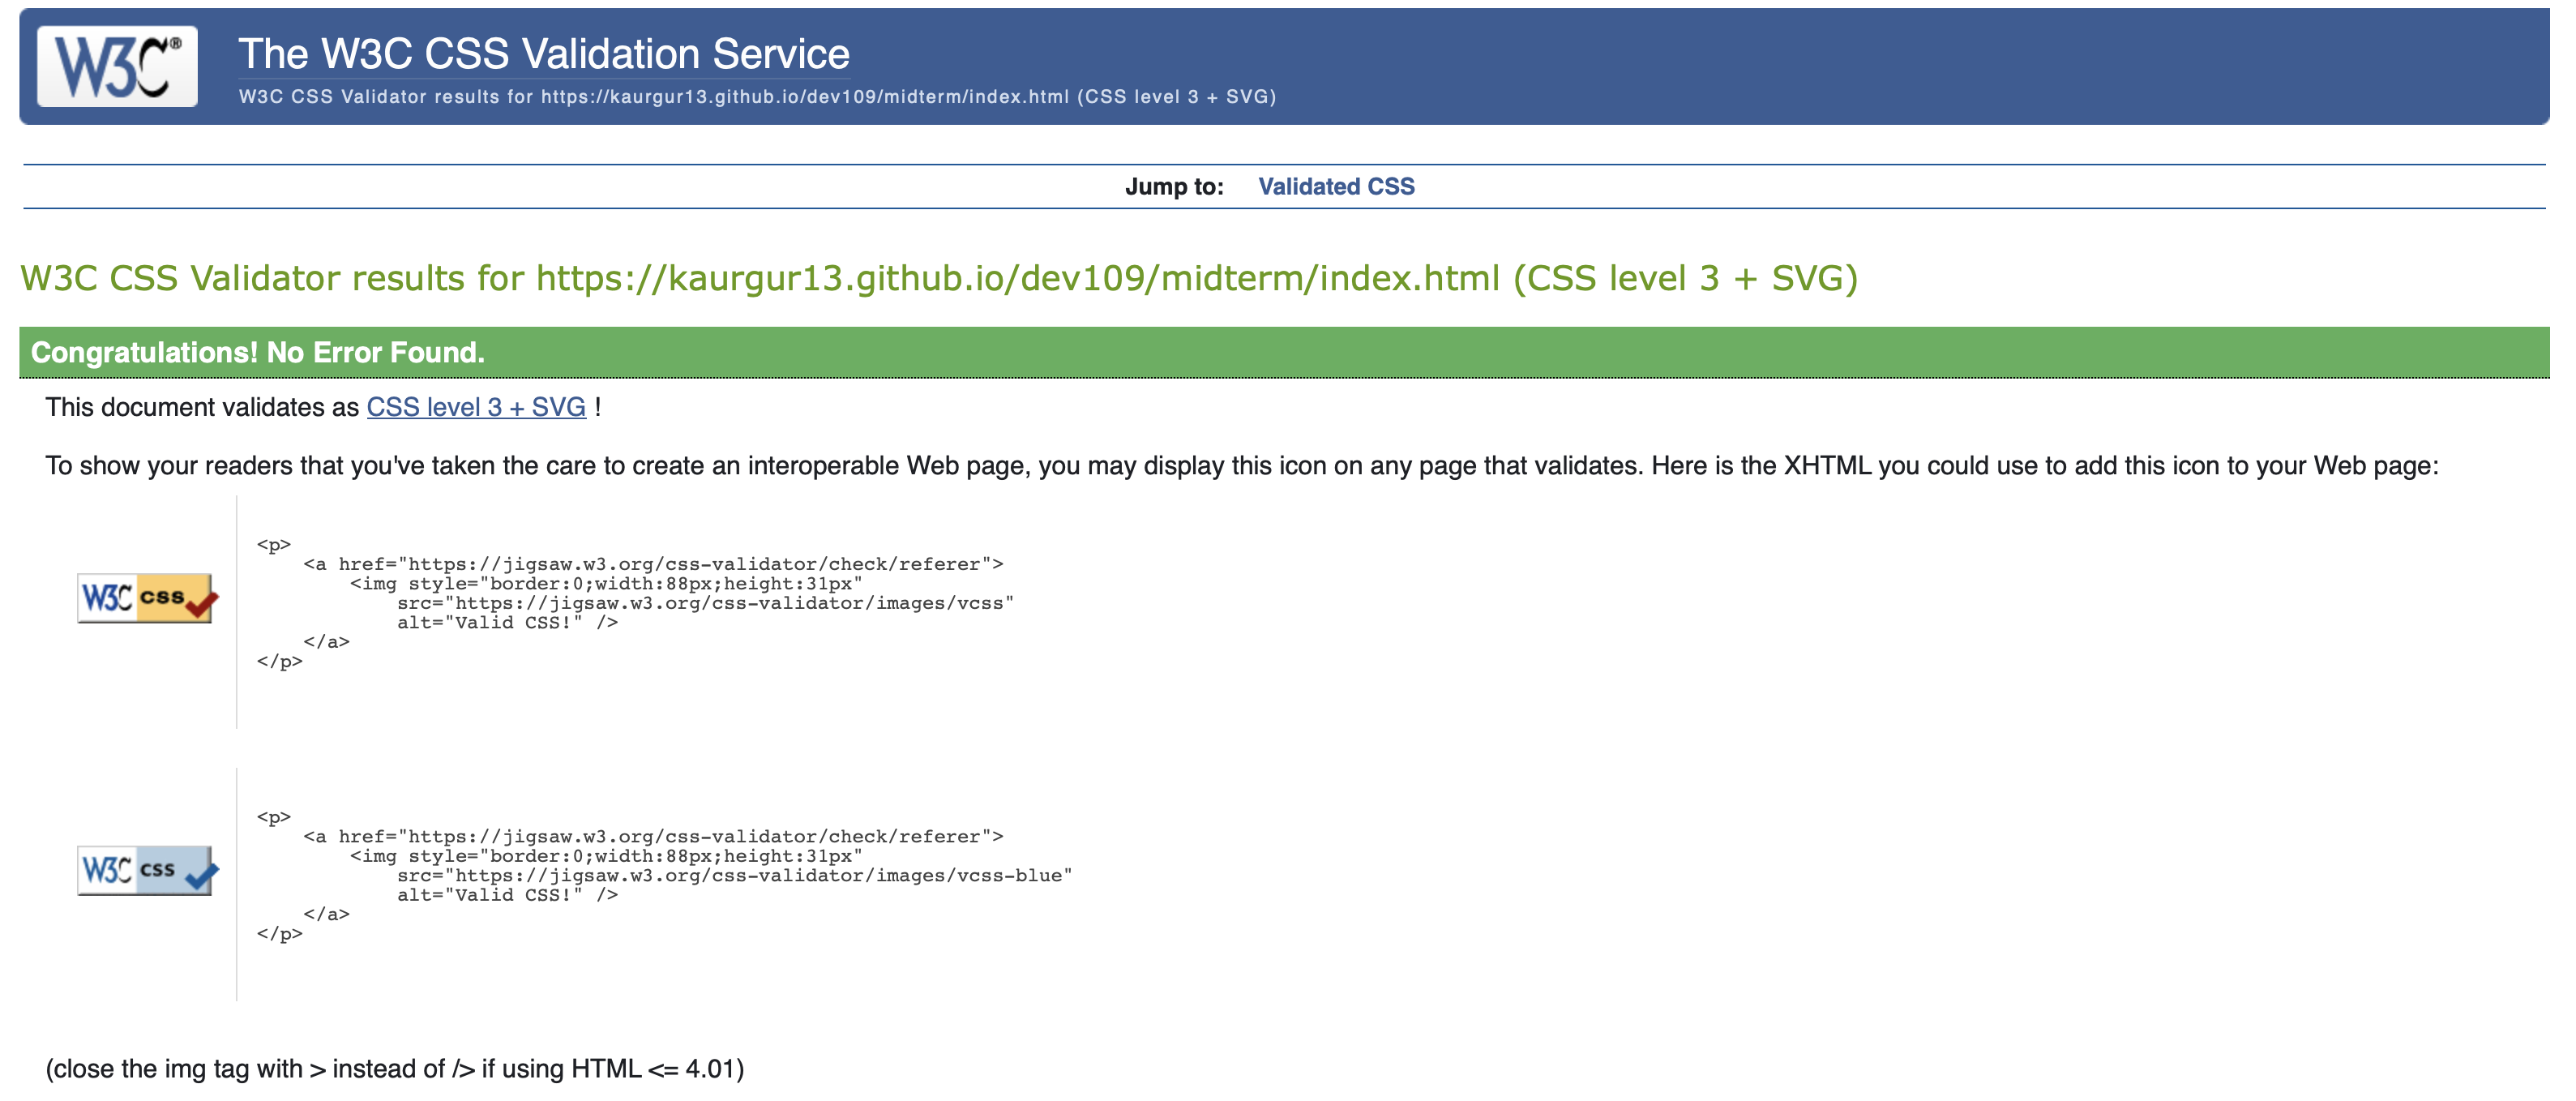 W3C®
The W3C CSS Validation Service
W3C CSS Validator results for https://kaurgur13.github.io/dev109/midterm/index.html (CSS level 3 + SVG)
Jump to: Validated CSS
W3C CSS Validator results for https://kaurgur13.github.io/dev109/midterm/index.html (CSS level 3 + SVG)
Congratulations! No Error Found.
This document validates as CSS level 3 + SVG !
To show your readers that you've taken the care to create an interoperable Web page, you may display this icon on any page that validates. Here is the XHTML you could use to add this icon to your Web page:
W3C css
<p>
    <a href="https://jigsaw.w3.org/css-validator/check/referer">
        <img style="border:0;width:88px;height:31px"
            src="https://jigsaw.w3.org/css-validator/images/vcss"
            alt="Valid CSS!" />
    </a>
</p>
W3C css
<p>
    <a href="https://jigsaw.w3.org/css-validator/check/referer">
        <img style="border:0;width:88px;height:31px"
            src="https://jigsaw.w3.org/css-validator/images/vcss-blue"
            alt="Valid CSS!" />
    </a>
</p>
(close the img tag with > instead of /> if using HTML <= 4.01)